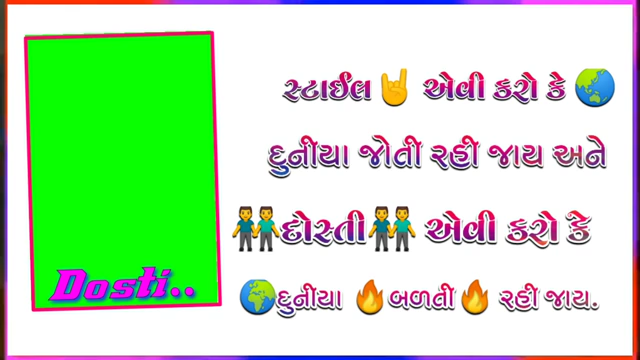 સ્ટાઈલ🤘 એવી કરો કે 🌏
દુનીયા જોતી રહી જાય અને
👬દોસ્તી👬 એવી કરો કે
🌍દુનીયા 🔥બળતી🔥 રહી જાય.
Dosti..